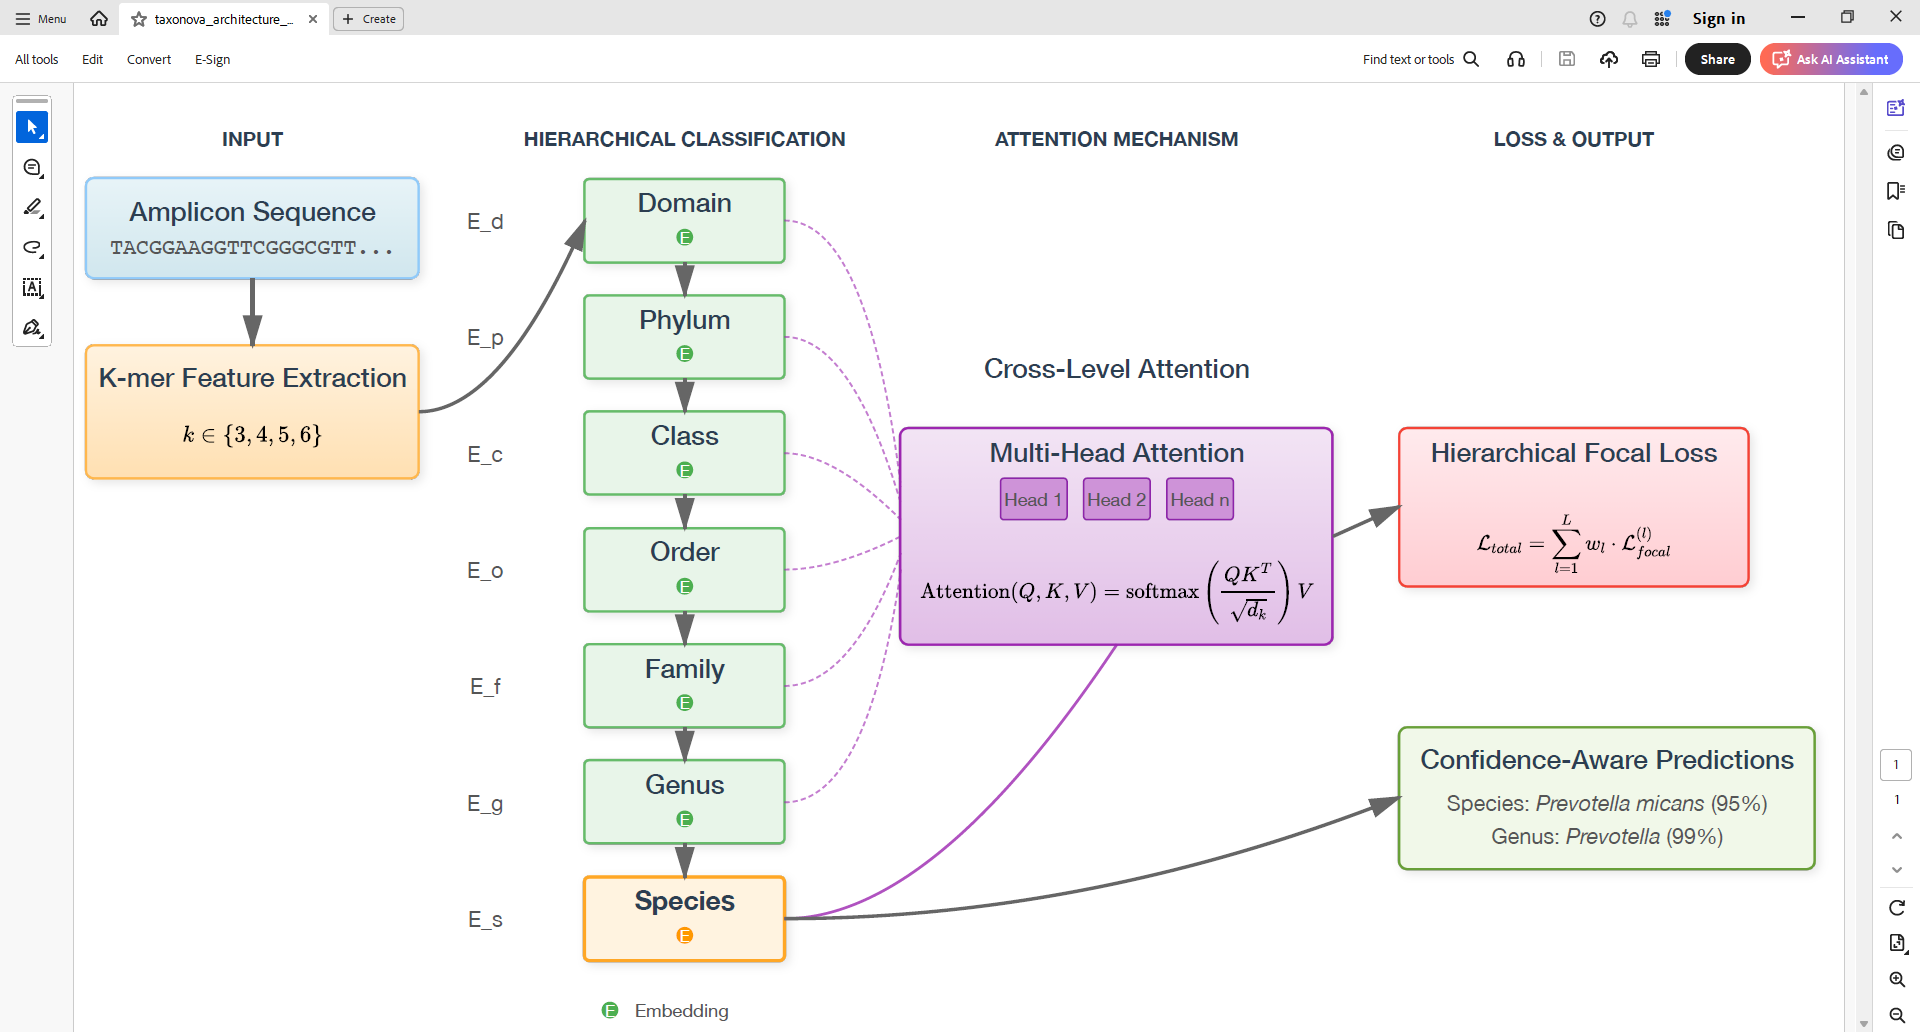 Menu
taxonova_architecture_...
Create
Sign in
All tools
Edit
Convert
E-Sign
Find text or tools
Share
Ask AI Assistant
INPUT
HIERARCHICAL CLASSIFICATION
ATTENTION MECHANISM
LOSS & OUTPUT
Amplicon Sequence
TACGGAAGGTTCGGGCGTT...
K-mer Feature Extraction
k ∈ {3, 4, 5, 6}
E_d
Domain
E
E_p
Phylum
E
E_c
Class
E
E_o
Order
E
E_f
Family
E
E_g
Genus
E
E_s
Species
E
E Embedding
Cross-Level Attention
Multi-Head Attention
Head 1
Head 2
Head n
Attention(Q, K, V) = softmax (QK^T / √d_k) V
Hierarchical Focal Loss
ℒ_total = ∑_{l=1}^{L} w_l · ℒ_focal^{(l)}
Confidence-Aware Predictions
Species: Prevotella micans (95%)
Genus: Prevotella (99%)
1
1